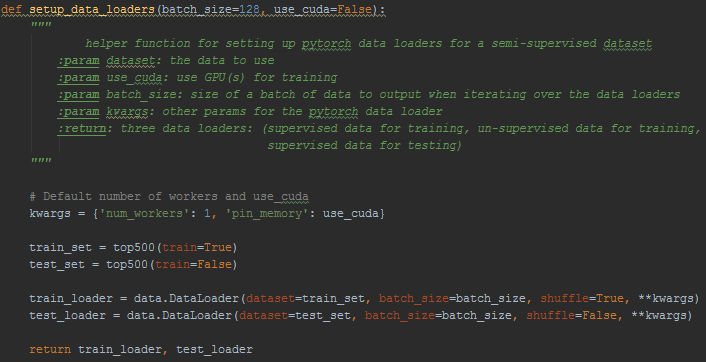 def setup_data_loaders(batch_size=128, use_cuda=False):
"""
helper function for setting up pytorch data loaders for a semi-supervised dataset
:param dataset: the data to use
:param use_cuda: use GPU(s) for training
:param batch_size: size of a batch of data to output when iterating over the data loaders
:param kwargs: other params for the pytorch data loader
:return: three data loaders: (supervised data for training, un-supervised data for training,
supervised data for testing)
"""
# Default number of workers and use_cuda
kwargs = {'num_workers': 1, 'pin_memory': use_cuda}
train_set = top500(train=True)
test_set = top500(train=False)
train_loader = data.DataLoader(dataset=train_set, batch_size=batch_size, shuffle=True, **kwargs)
test_loader = data.DataLoader(dataset=test_set, batch_size=batch_size, shuffle=False, **kwargs)
return train_loader, test_loader